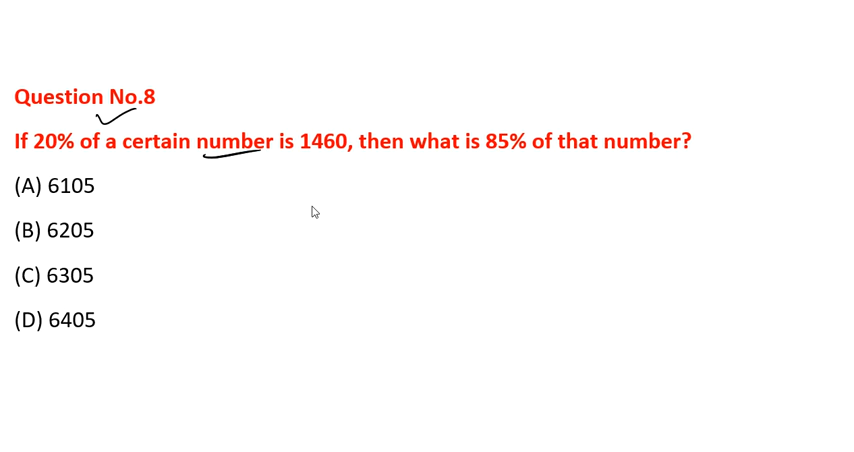 Question No.8
If 20% of a certain number is 1460, then what is 85% of that number?
(A) 6105
(B) 6205
(C) 6305
(D) 6405